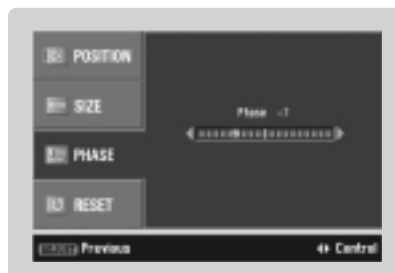 POSITION
SIZE
Phase -7
PHASE
RESET
Previous
Control